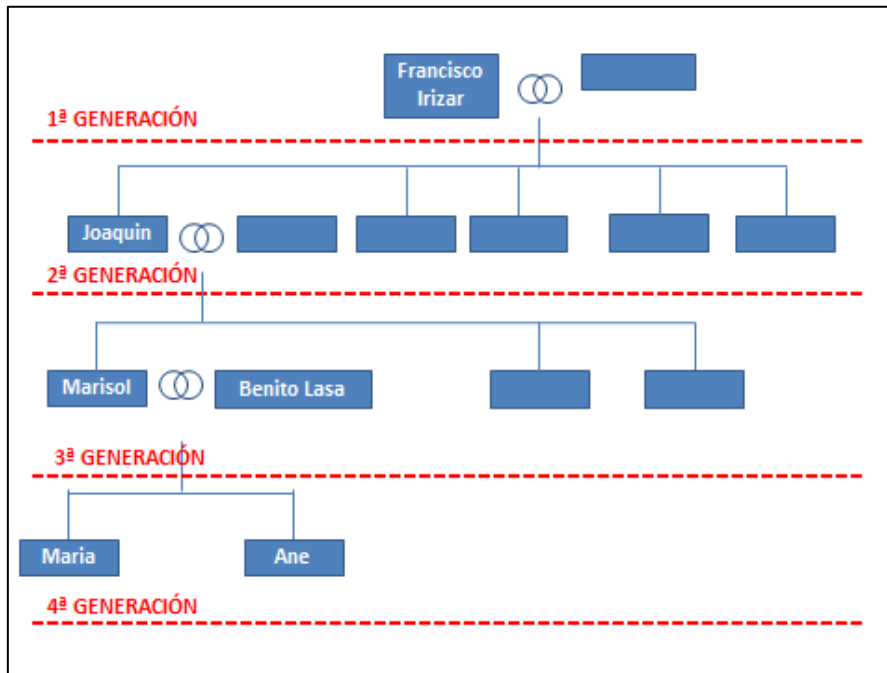 Francisco
Irizar
1ª GENERACIÓN
Joaquin
2ª GENERACIÓN
Marisol
Benito Lasa
3ª GENERACIÓN
Maria
Ane
4ª GENERACIÓN